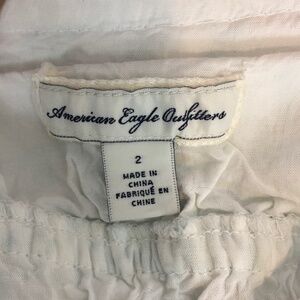 American Eagle Outfitters
2
MADE IN
CHINA
FABRIQUÉ EN
CHINE